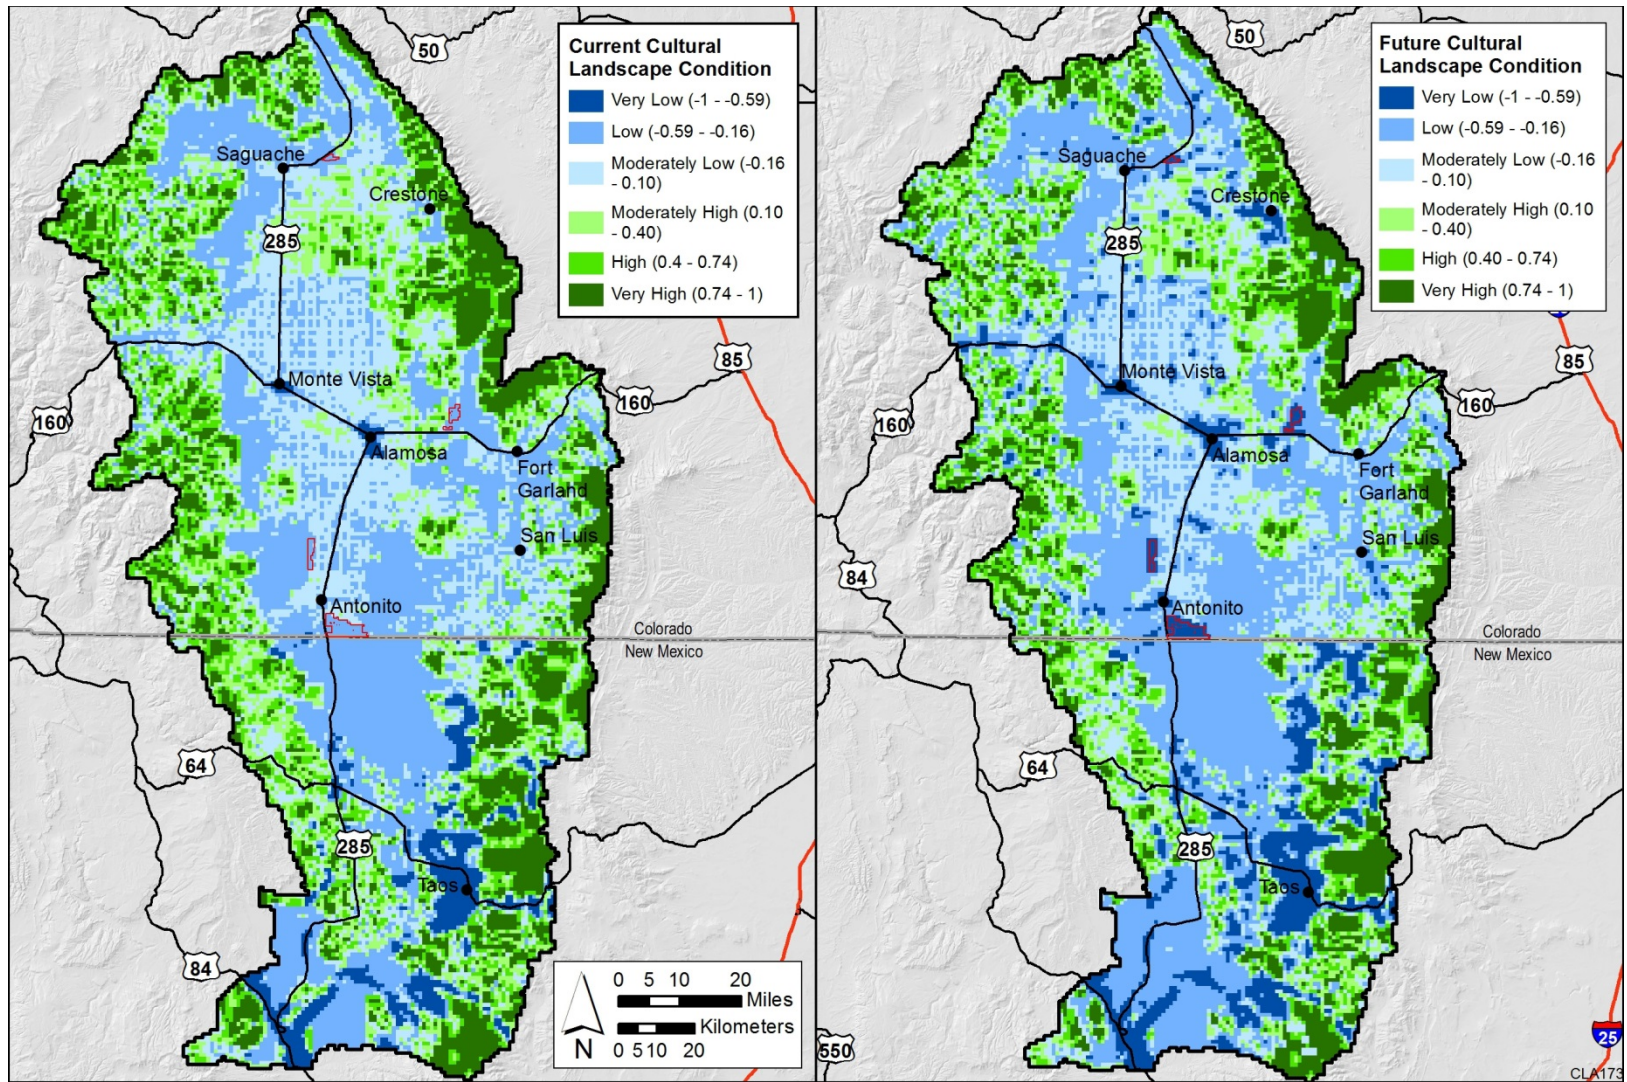 50
Current Cultural
Landscape Condition
Very Low (-1 - -0.59)
Low (-0.59 - -0.16)
Moderately Low (-0.16
- 0.10)
Moderately High (0.10
- 0.40)
High (0.4 - 0.74)
Very High (0.74 - 1)
Saguache
Crestone
285
85
Monte Vista
160
160
Alamosa
Fort
Garland
San Luis
Antonito
Colorado
New Mexico
64
285
Taos
84
0 5 10 20
Miles
Kilometers
0 5 10 20
N
50
Future Cultural
Landscape Condition
Very Low (-1 - -0.59)
Low (-0.59 - -0.16)
Moderately Low (-0.16
- 0.10)
Moderately High (0.10
- 0.40)
High (0.40 - 0.74)
Very High (0.74 - 1)
Saguache
Crestone
285
85
Monte Vista
160
160
Alamosa
Fort
Garland
San Luis
84
Antonito
Colorado
New Mexico
64
285
Taos
550
25
CLA173